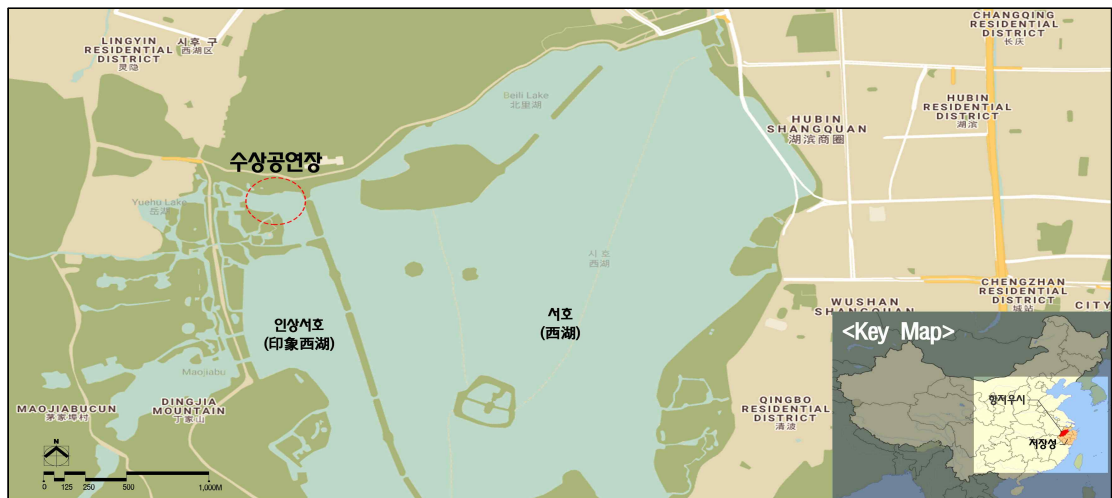 LINGYIN
RESIDENTIAL
DISTRICT
灵隐
시후 구
西湖区
Beili Lake
北里湖
CHANGQING
RESIDENTIAL
DISTRICT
长庆
HUBIN
RESIDENTIAL
DISTRICT
湖滨
HUBIN
SHANGQUAN
湖滨商圈
수상공연장
Yuehu Lake
岳湖
시 호
西湖
서호
(西湖)
인상서호
(印象西湖)
CHENGZHAN
RESIDENTIAL
DISTRICT
城站
CITY
WUSHAN
SHANGQUAN
Maojiabu
MAOJIABUCUN
茅家埠村
DINGJIA
MOUNTAIN
丁家山
QINGBO
RESIDENTIAL
DISTRICT
清波
<Key Map>
항저우시
저장성
N
0 125 250 500 1,000M